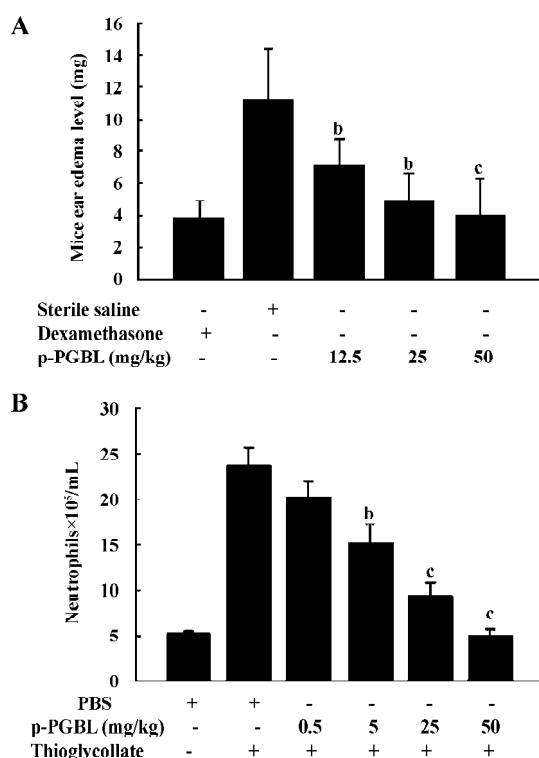 A
Mice ear edema level (mg)
16
14
12
10
8
6
4
2
0
b
b
c
Sterile saline - + - - -
Dexamethasone + - - - -
p-PGBL (mg/kg) - - 12.5 25 50
B
Neutrophils×10⁵/mL
30
25
20
15
10
5
0
b
c
c
PBS + + - - - -
p-PGBL (mg/kg) - - 0.5 5 25 50
Thioglycollate - + + + + +